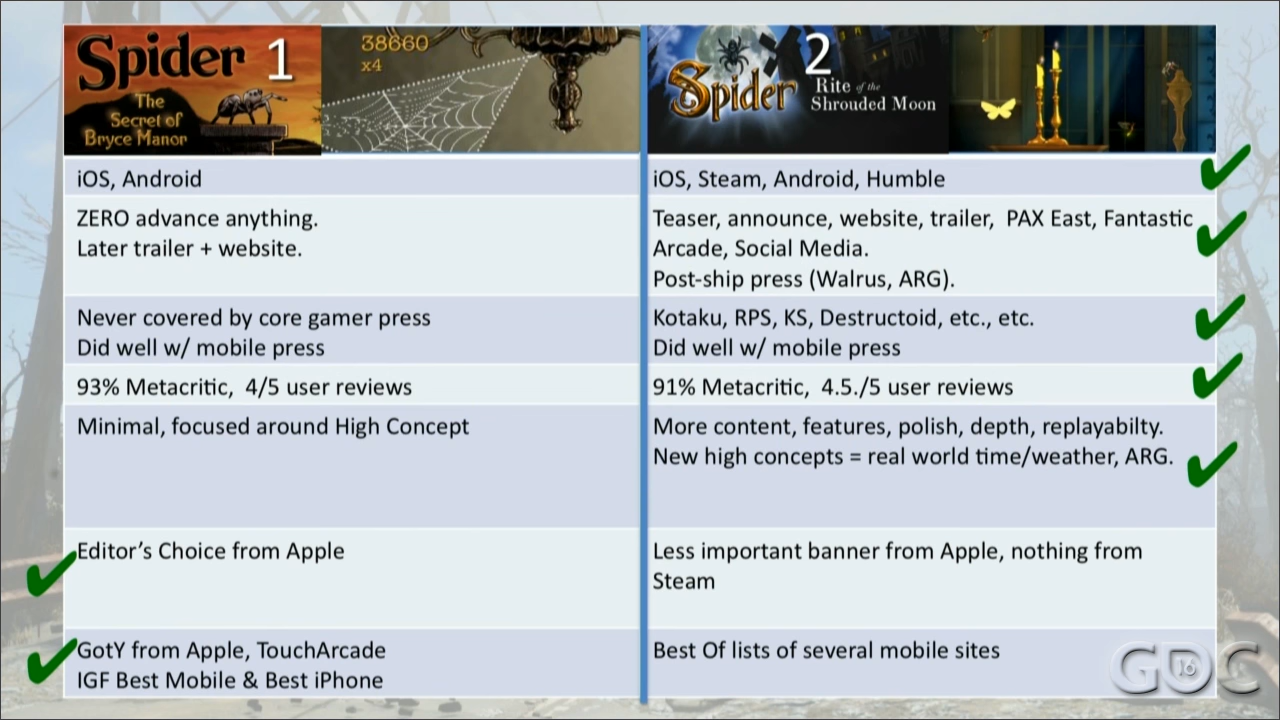 Spider 1
The
Secret of
Bryce Manor
38660
x4
Spider 2
Rite of the
Shrouded Moon
iOS, Android
iOS, Steam, Android, Humble
ZERO advance anything.
Later trailer + website.
Teaser, announce, website, trailer, PAX East, Fantastic
Arcade, Social Media.
Post-ship press (Walrus, ARG).
Never covered by core gamer press
Did well w/ mobile press
Kotaku, RPS, KS, Destructoid, etc., etc.
Did well w/ mobile press
93% Metacritic, 4/5 user reviews
91% Metacritic, 4.5./5 user reviews
Minimal, focused around High Concept
More content, features, polish, depth, replayabilty.
New high concepts = real world time/weather, ARG.
Editor’s Choice from Apple
Less important banner from Apple, nothing from
Steam
GotY from Apple, TouchArcade
IGF Best Mobile & Best iPhone
Best Of lists of several mobile sites
GDC 16